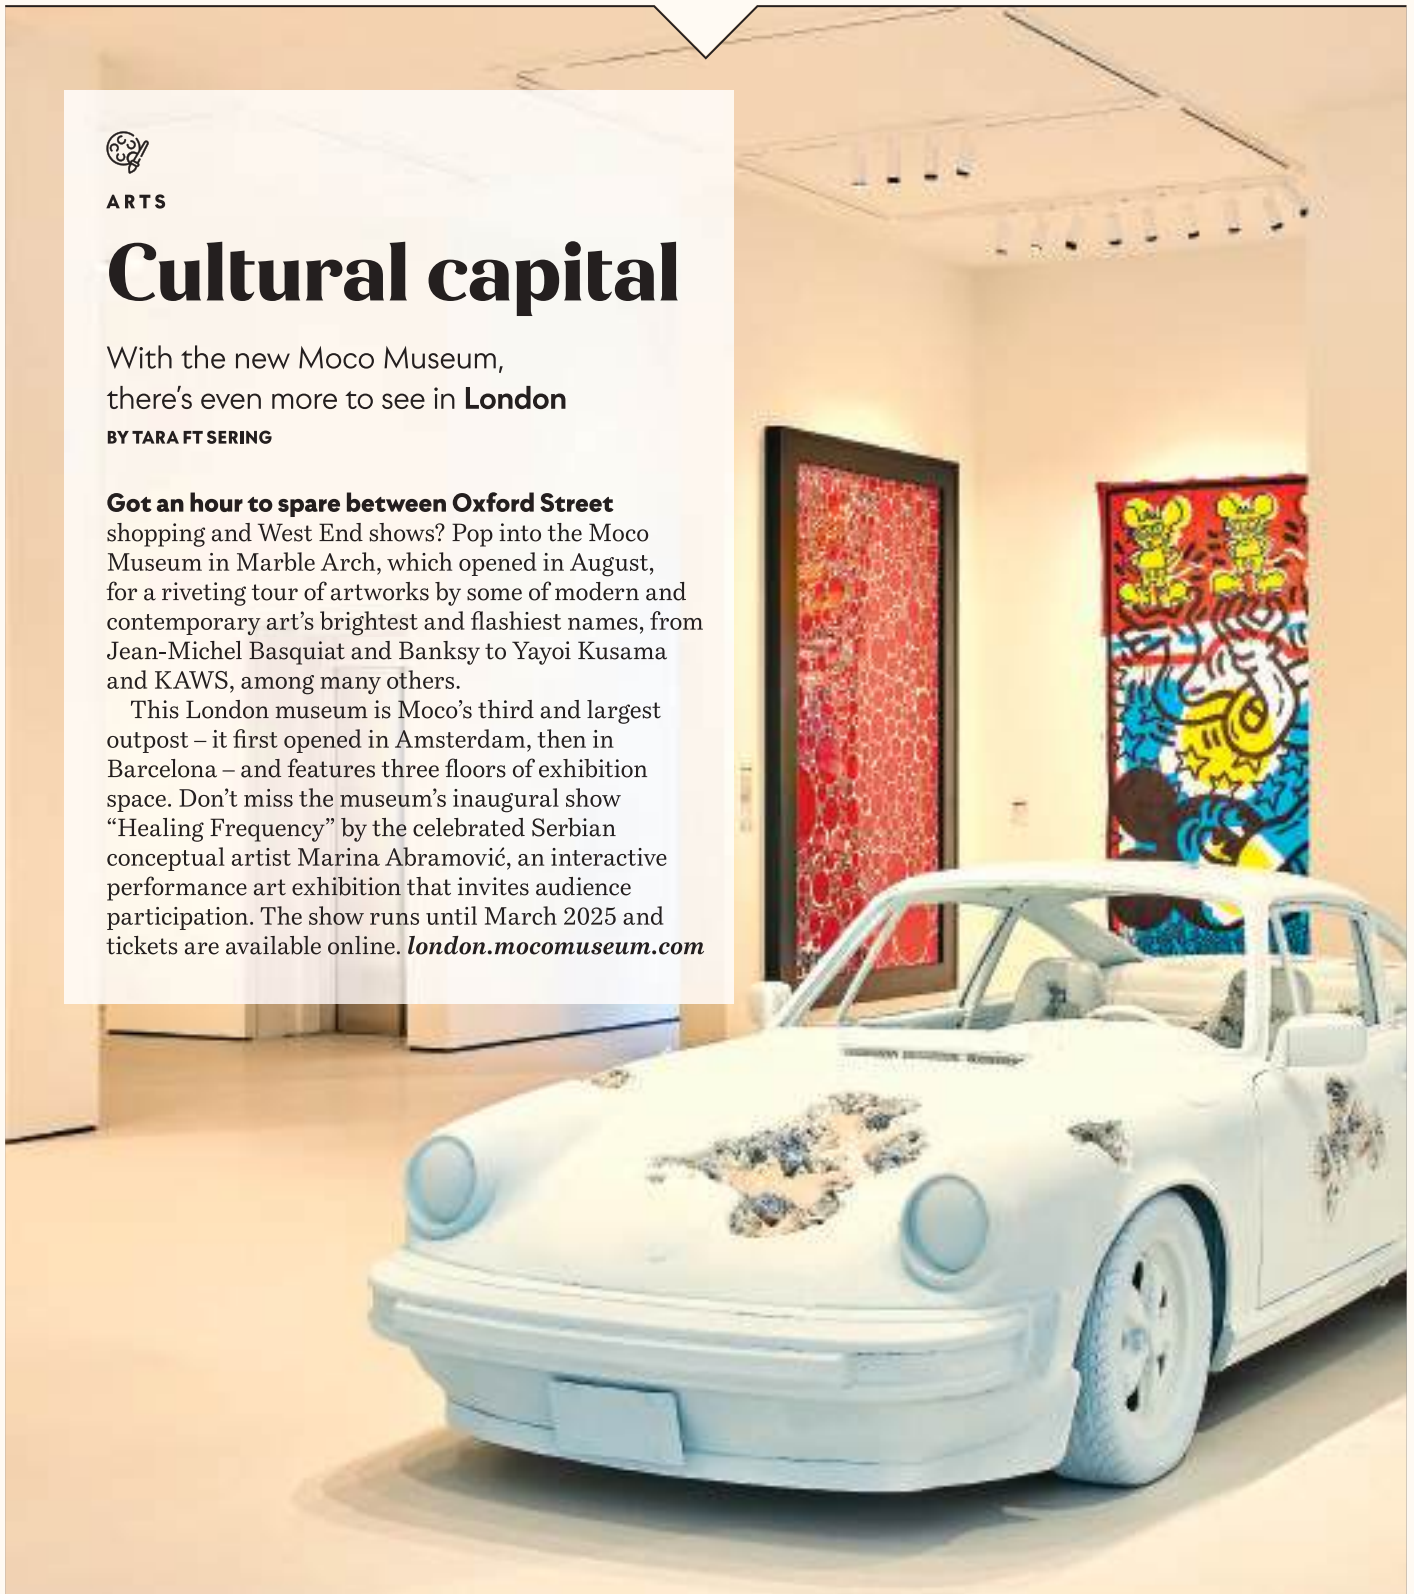 ARTS
Cultural capital
With the new Moco Museum,
there’s even more to see in London
BY TARA FT SERING
Got an hour to spare between Oxford Street
shopping and West End shows? Pop into the Moco
Museum in Marble Arch, which opened in August,
for a riveting tour of artworks by some of modern and
contemporary art’s brightest and flashiest names, from
Jean-Michel Basquiat and Banksy to Yayoi Kusama
and KAWS, among many others.
This London museum is Moco’s third and largest
outpost – it first opened in Amsterdam, then in
Barcelona – and features three floors of exhibition
space. Don’t miss the museum’s inaugural show
“Healing Frequency” by the celebrated Serbian
conceptual artist Marina Abramović, an interactive
performance art exhibition that invites audience
participation. The show runs until March 2025 and
tickets are available online. london.mocomuseum.com